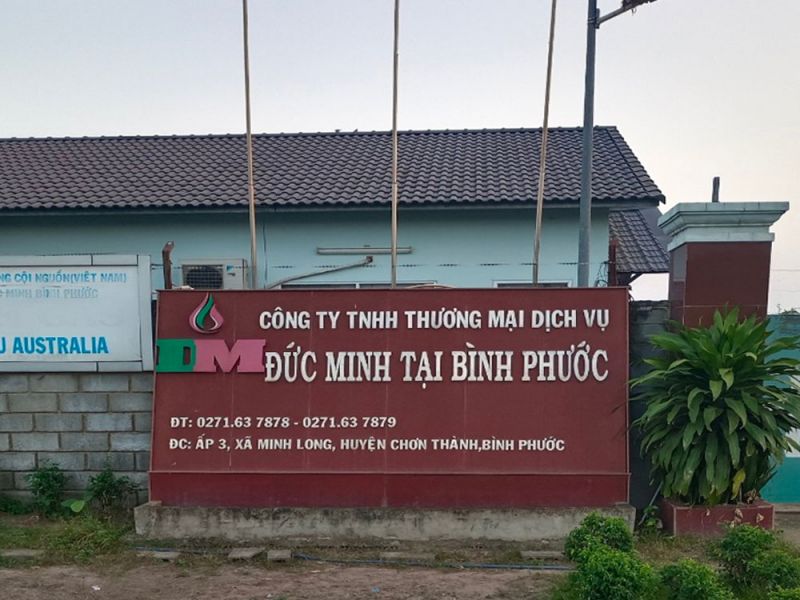 NG CỘI NGUỒN(VIỆT NAM)
MINH BÌNH PHƯỚC
U AUSTRALIA
CÔNG TY TNHH THƯƠNG MẠI DỊCH VỤ
DM
ĐỨC MINH TẠI BÌNH PHƯỚC
ĐT: 0271.63 7878 - 0271.63 7879
ĐC: ẤP 3, XÃ MINH LONG, HUYỆN CHƠN THÀNH,BÌNH PHƯỚC